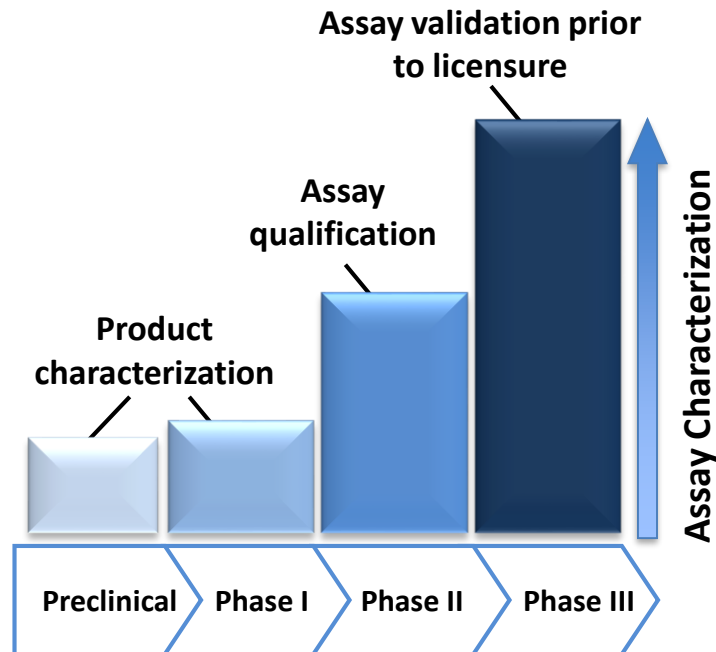 Assay validation prior
to licensure
Assay
qualification
Product
characterization
Assay Characterization
Preclinical
Phase I
Phase II
Phase III